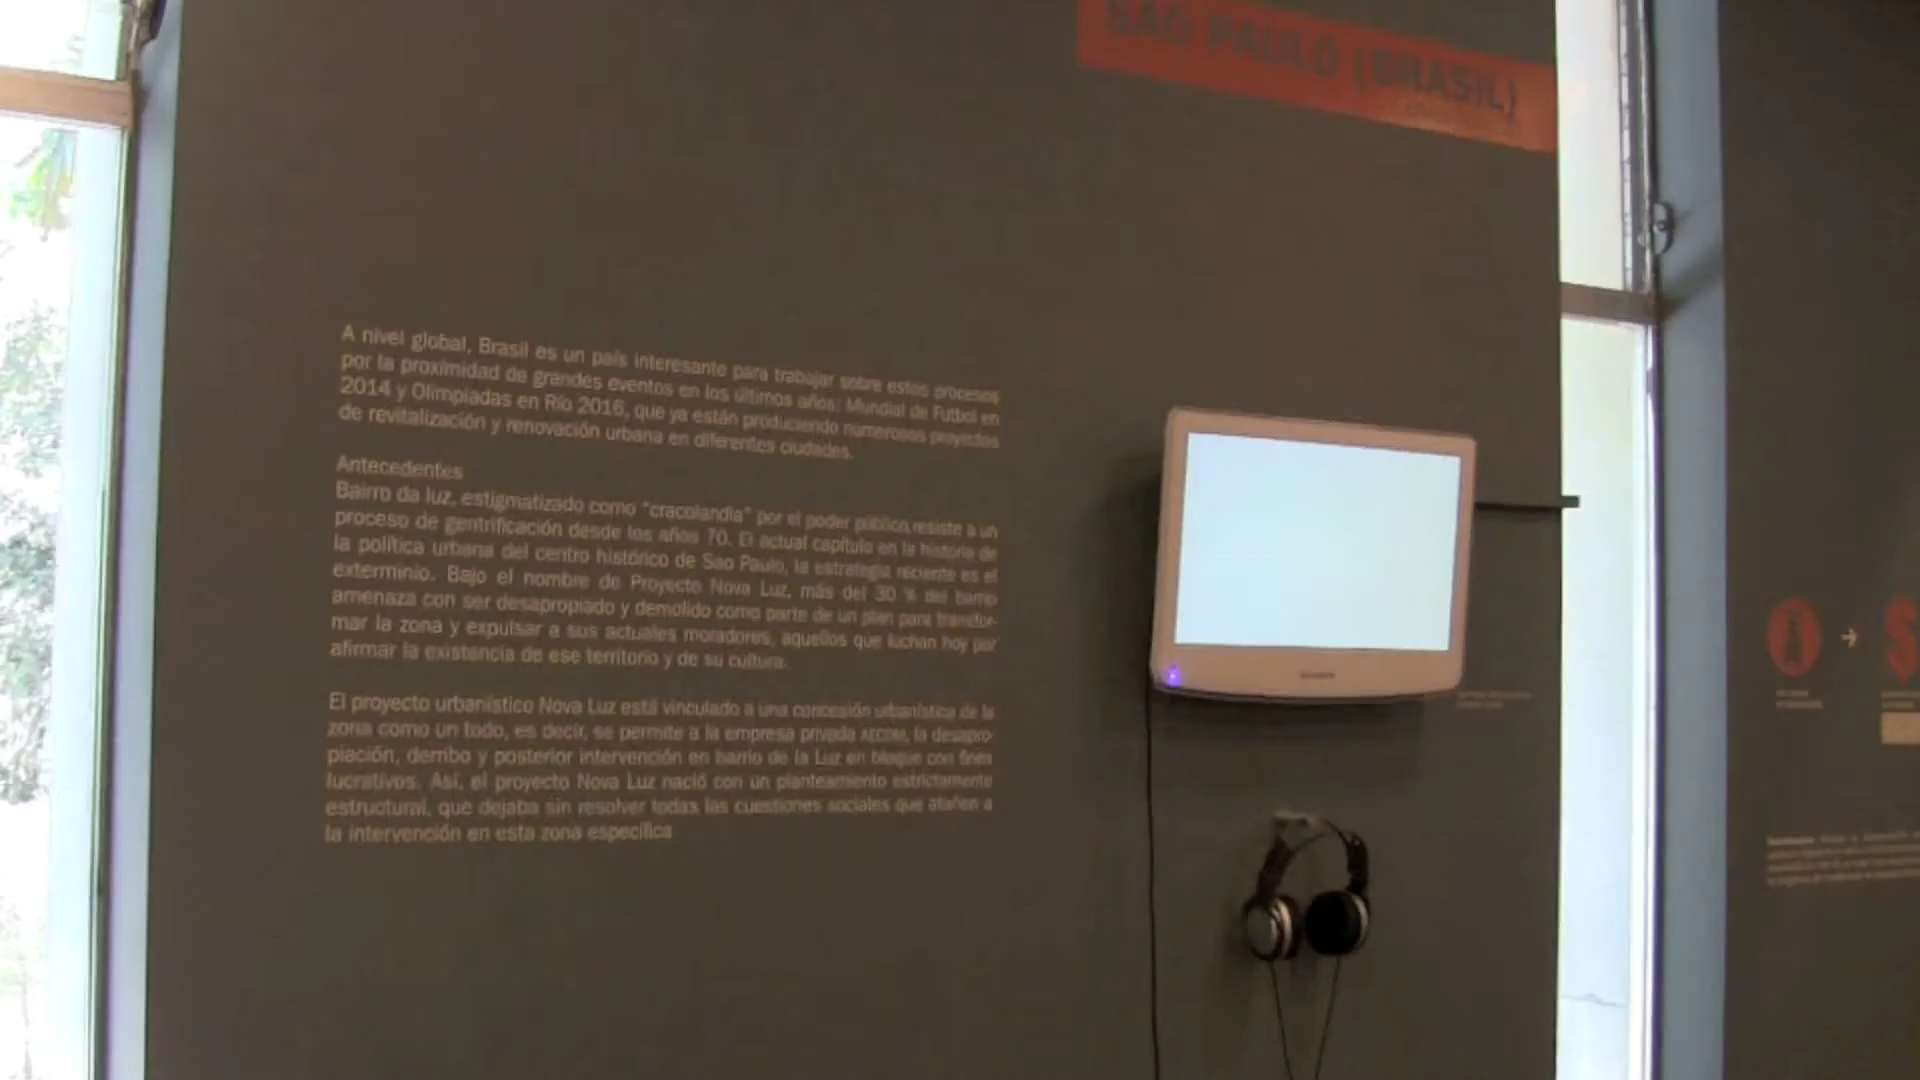 SAO PAULO (BRASIL)
A nivel global, Brasil es un país interesante para trabajar sobre estos procesos
por la proximidad de grandes eventos en los últimos años: Mundial de Futbol en
2014 y Olimpiadas en Río 2016, que ya están produciendo numerosos proyectos
de revitalización y renovación urbana en diferentes ciudades.
Antecedentes
Bairro da luz, estigmatizado como "cracolandia" por el poder público, resiste a un
proceso de gentrificación desde los años 70. El actual capítulo en la historia de
la política urbana del centro histórico de Sao Paulo, la estrategia reciente es el
exterminio. Bajo el nombre de Proyecto Nova Luz, más del 30 % del barrio
amenaza con ser desapropiado y demolido como parte de un plan para transfor-
mar la zona y expulsar a sus actuales moradores, aquellos que luchan hoy por
afirmar la existencia de ese territorio y de su cultura.
El proyecto urbanístico Nova Luz está vinculado a una concesión urbanística de la
zona como un todo, es decir, se permite a la empresa privada AECOM, la desapro-
piación, derribo y posterior intervención en barrio de la Luz en bloque con fines
lucrativos. Así, el proyecto Nova Luz nació con un planteamiento estrictamente
estructural, que dejaba sin resolver todas las cuestiones sociales que atañen a
la intervención en esta zona específica
$